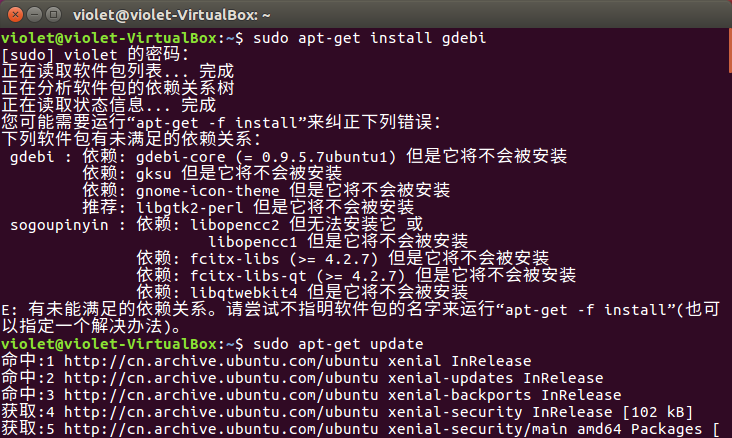 violet@violet-VirtualBox: ~
violet@violet-VirtualBox:~$ sudo apt-get install gdebi
[sudo] violet 的密码：
正在读取软件包列表... 完成
正在分析软件包的依赖关系树
正在读取状态信息... 完成
您可能需要运行“apt-get -f install”来纠正下列错误：
下列软件包有未满足的依赖关系：
gdebi : 依赖: gdebi-core (= 0.9.5.7ubuntu1) 但是它将不会被安装
依赖: gksu 但是它将不会被安装
依赖: gnome-icon-theme 但是它将不会被安装
推荐: libgtk2-perl 但是它将不会被安装
sogoupinyin : 依赖: libopencc2 但无法安装它 或
libopencc1 但是它将不会被安装
依赖: fcitx-libs (>= 4.2.7) 但是它将不会被安装
依赖: fcitx-libs-qt (>= 4.2.7) 但是它将不会被安装
依赖: libqtwebkit4 但是它将不会被安装
E: 有未能满足的依赖关系。请尝试不指明软件包的名字来运行“apt-get -f install”(也可
以指定一个解决办法)。
violet@violet-VirtualBox:~$ sudo apt-get update
命中:1 http://cn.archive.ubuntu.com/ubuntu xenial InRelease
命中:2 http://cn.archive.ubuntu.com/ubuntu xenial-updates InRelease
命中:3 http://cn.archive.ubuntu.com/ubuntu xenial-backports InRelease
获取:4 http://cn.archive.ubuntu.com/ubuntu xenial-security InRelease [102 kB]
获取:5 http://cn.archive.ubuntu.com/ubuntu xenial-security/main amd64 Packages [